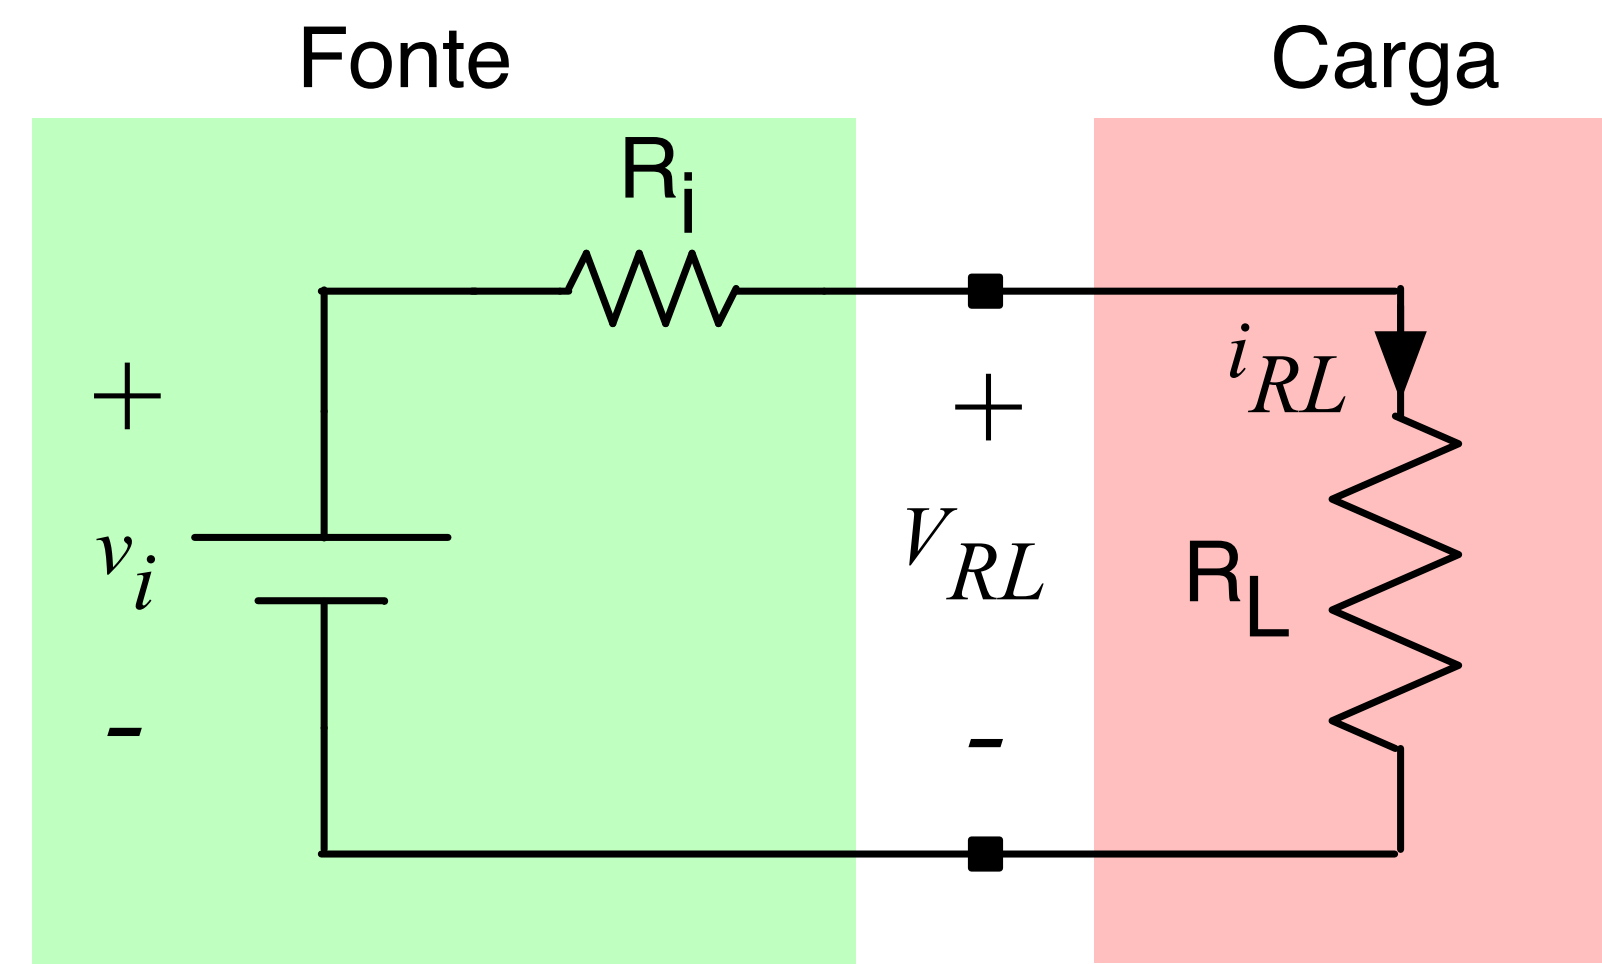 Fonte
Carga
Ri
+
+
iRL
vi
VRL
RL
-
-